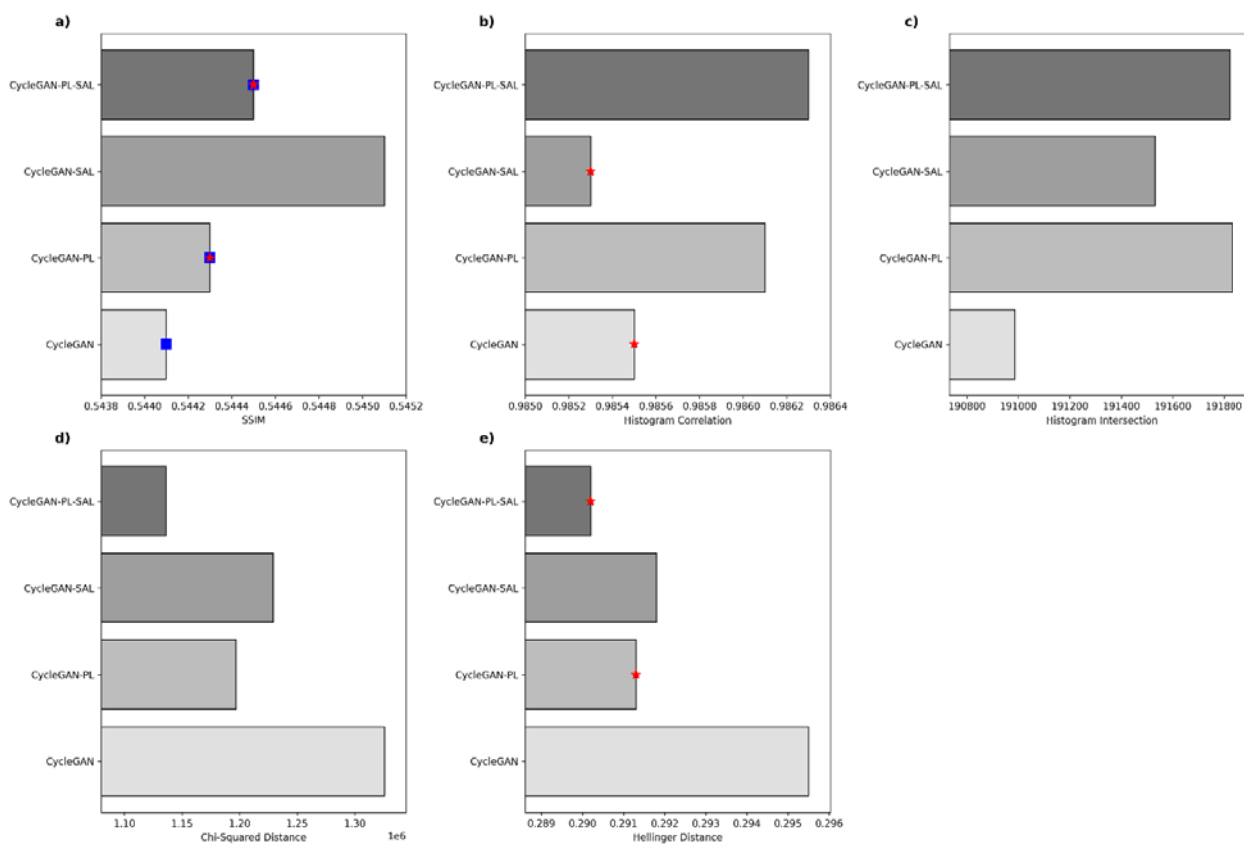 a)
CycleGAN-PL-SAL
CycleGAN-SAL
CycleGAN-PL
CycleGAN
0.5438 0.5440 0.5442 0.5444 0.5446 0.5448 0.5450 0.5452
SSIM
b)
CycleGAN-PL-SAL
CycleGAN-SAL
CycleGAN-PL
CycleGAN
0.9850 0.9852 0.9854 0.9856 0.9858 0.9860 0.9862 0.9864
Histogram Correlation
c)
CycleGAN-PL-SAL
CycleGAN-SAL
CycleGAN-PL
CycleGAN
190800 191000 191200 191400 191600 191800
Histogram Intersection
d)
CycleGAN-PL-SAL
CycleGAN-SAL
CycleGAN-PL
CycleGAN
1.10 1.15 1.20 1.25 1.30
Chi-Squared Distance
1e6
e)
CycleGAN-PL-SAL
CycleGAN-SAL
CycleGAN-PL
CycleGAN
0.289 0.290 0.291 0.292 0.293 0.294 0.295 0.296
Hellinger Distance